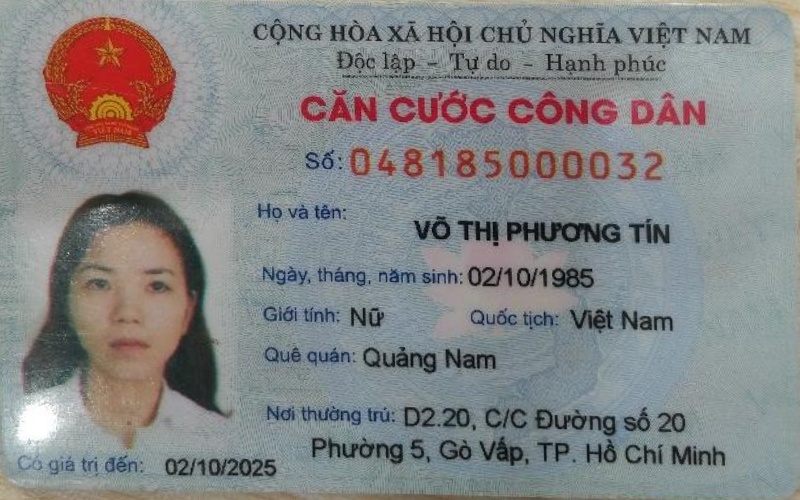 CỘNG HÒA XÃ HỘI CHỦ NGHĨA VIỆT NAM
Độc lập - Tự do - Hạnh phúc
CĂN CƯỚC CÔNG DÂN
Số: 048185000032
Họ và tên:
VÕ THỊ PHƯƠNG TÍN
Ngày, tháng, năm sinh: 02/10/1985
Giới tính: Nữ Quốc tịch: Việt Nam
Quê quán: Quảng Nam
Nơi thường trú: D2.20, C/C Đường số 20
Phường 5, Gò Vấp, TP. Hồ Chí Minh
Có giá trị đến: 02/10/2025
VIỆT NAM